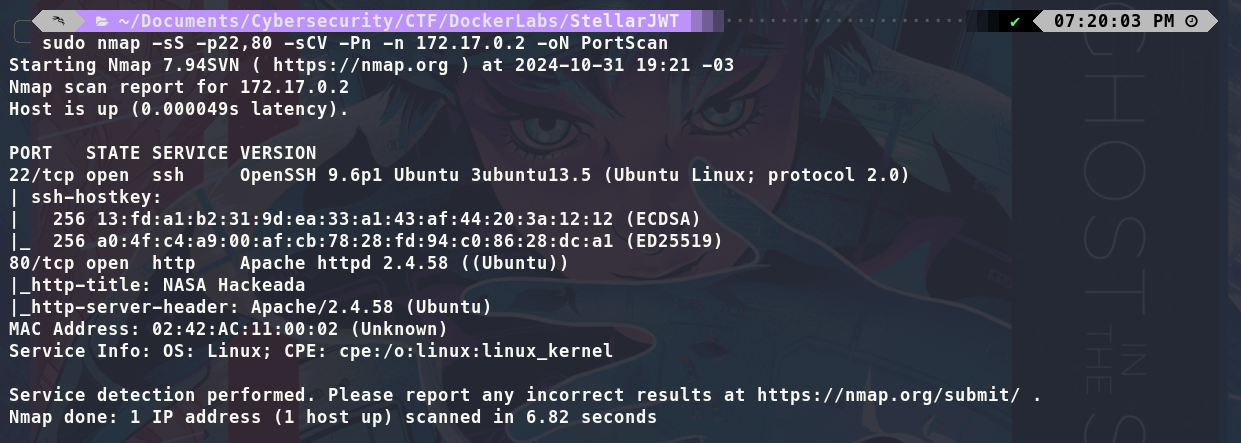 ~/Documents/Cybersecurity/CTF/DockerLabs/StellarJWT ✔ 07:20:03 PM
sudo nmap -sS -p22,80 -sCV -Pn -n 172.17.0.2 -oN PortScan
Starting Nmap 7.94SVN ( https://nmap.org ) at 2024-10-31 19:21 -03
Nmap scan report for 172.17.0.2
Host is up (0.000049s latency).
PORT   STATE SERVICE VERSION
22/tcp open  ssh     OpenSSH 9.6p1 Ubuntu 3ubuntu13.5 (Ubuntu Linux; protocol 2.0)
| ssh-hostkey:
|   256 13:fd:a1:b2:31:9d:ea:33:a1:43:af:44:20:3a:12:12 (ECDSA)
|_  256 a0:4f:c4:a9:00:af:cb:78:28:fd:94:c0:86:28:dc:a1 (ED25519)
80/tcp open  http    Apache httpd 2.4.58 ((Ubuntu))
|_http-title: NASA Hackeada
|_http-server-header: Apache/2.4.58 (Ubuntu)
MAC Address: 02:42:AC:11:00:02 (Unknown)
Service Info: OS: Linux; CPE: cpe:/o:linux:linux_kernel
Service detection performed. Please report any incorrect results at https://nmap.org/submit/ .
Nmap done: 1 IP address (1 host up) scanned in 6.82 seconds
GHOST
IN
THE
S